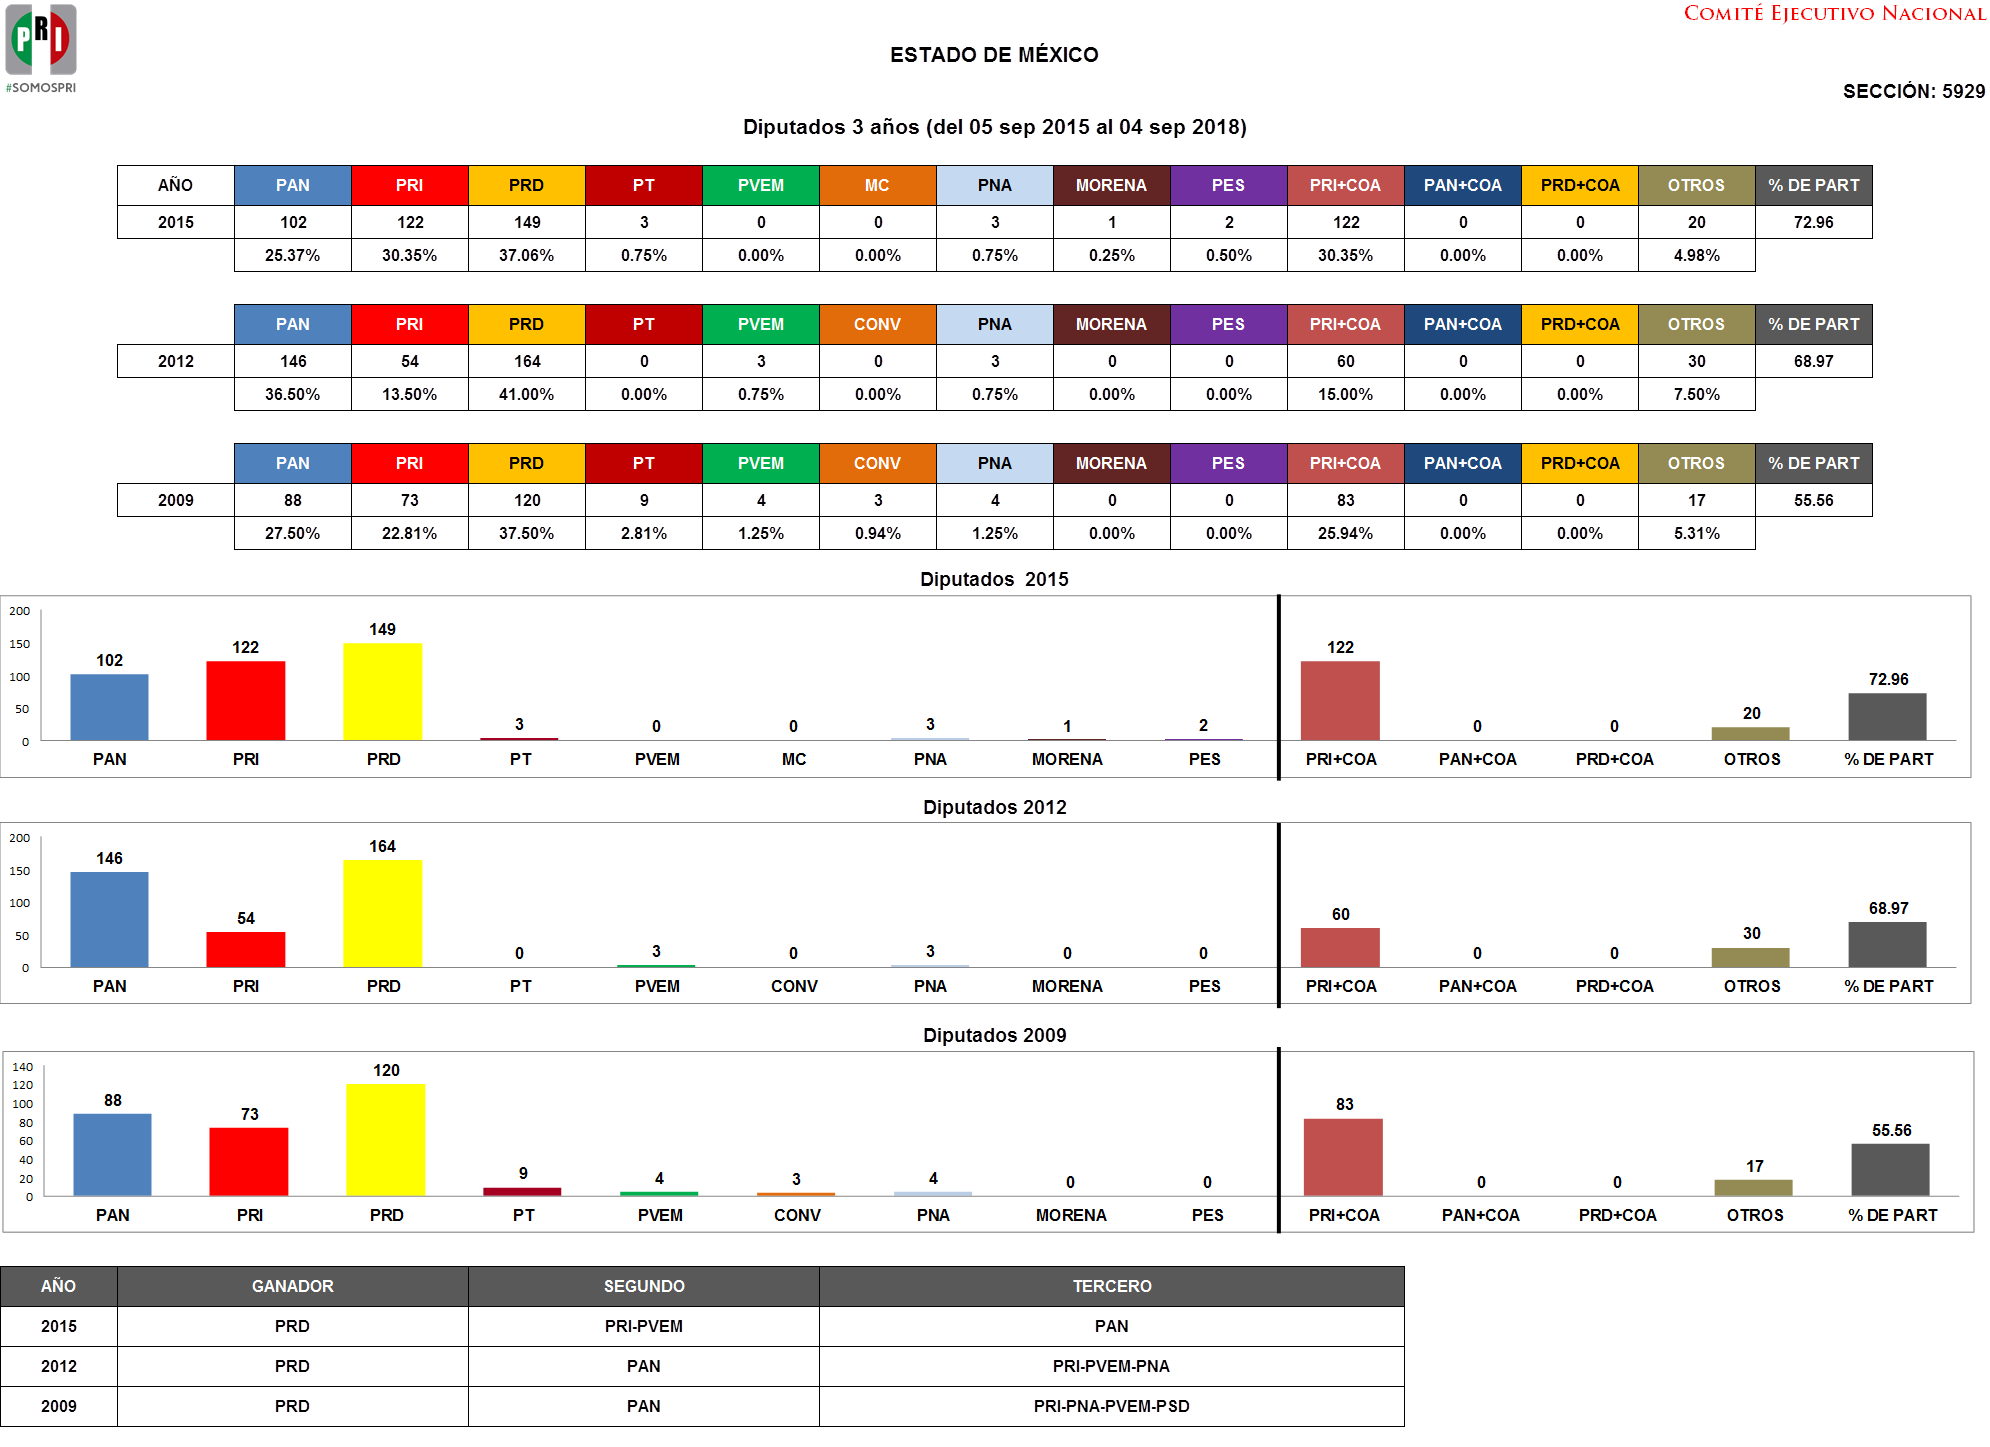 PRI
#SOMOSPRI
COMITÉ EJECUTIVO NACIONAL
ESTADO DE MÉXICO
SECCIÓN: 5929
Diputados 3 años (del 05 sep 2015 al 04 sep 2018)
AÑO PAN PRI PRD PT PVEM MC PNA MORENA PES PRI+COA PAN+COA PRD+COA OTROS % DE PART
2015 102 122 149 3 0 0 3 1 2 122 0 0 20 72.96
25.37% 30.35% 37.06% 0.75% 0.00% 0.00% 0.75% 0.25% 0.50% 30.35% 0.00% 0.00% 4.98%
PAN PRI PRD PT PVEM CONV PNA MORENA PES PRI+COA PAN+COA PRD+COA OTROS % DE PART
2012 146 54 164 0 3 0 3 0 0 60 0 0 30 68.97
36.50% 13.50% 41.00% 0.00% 0.75% 0.00% 0.75% 0.00% 0.00% 15.00% 0.00% 0.00% 7.50%
PAN PRI PRD PT PVEM CONV PNA MORENA PES PRI+COA PAN+COA PRD+COA OTROS % DE PART
2009 88 73 120 9 4 3 4 0 0 83 0 0 17 55.56
27.50% 22.81% 37.50% 2.81% 1.25% 0.94% 1.25% 0.00% 0.00% 25.94% 0.00% 0.00% 5.31%
Diputados 2015
200
150
100
50
0
102 122 149 3 0 0 3 1 2 122 0 0 20 72.96
PAN PRI PRD PT PVEM MC PNA MORENA PES PRI+COA PAN+COA PRD+COA OTROS % DE PART
Diputados 2012
200
150
100
50
0
146 54 164 0 3 0 3 0 0 60 0 0 30 68.97
PAN PRI PRD PT PVEM CONV PNA MORENA PES PRI+COA PAN+COA PRD+COA OTROS % DE PART
Diputados 2009
140
120
100
80
60
40
20
0
88 73 120 9 4 3 4 0 0 83 0 0 17 55.56
PAN PRI PRD PT PVEM CONV PNA MORENA PES PRI+COA PAN+COA PRD+COA OTROS % DE PART
AÑO GANADOR SEGUNDO TERCERO
2015 PRD PRI-PVEM PAN
2012 PRD PAN PRI-PVEM-PNA
2009 PRD PAN PRI-PNA-PVEM-PSD